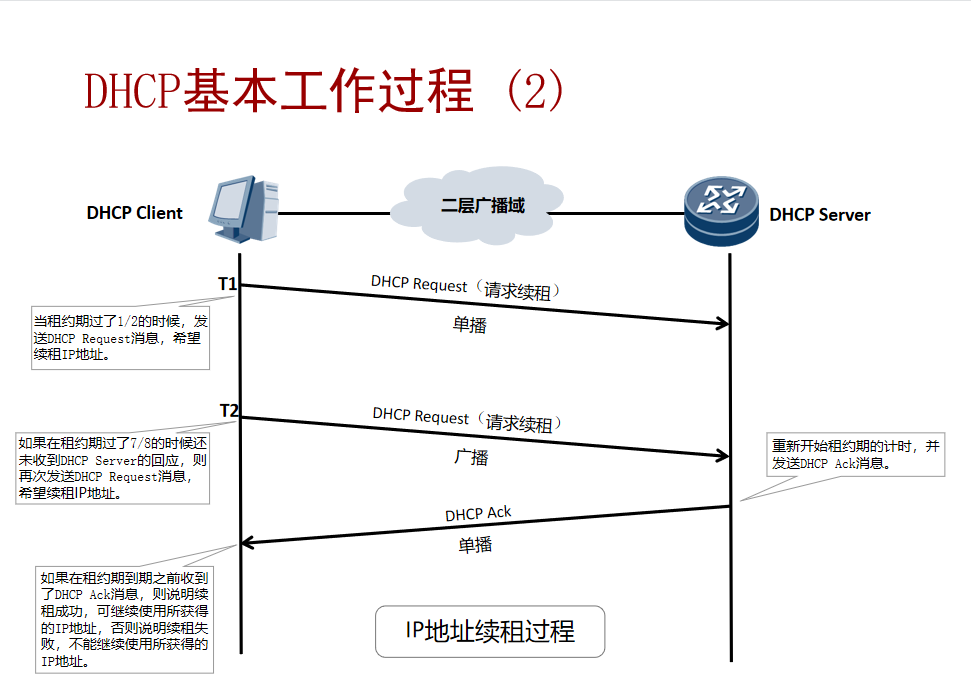 DHCP基本工作过程（2）
DHCP Client
二层广播域
DHCP Server
T1
DHCP Request（请求续租）
单播
当租约期过了1/2的时候，发
送DHCP Request消息，希望
续租IP地址。
T2
DHCP Request（请求续租）
广播
如果在租约期过了7/8的时候还
未收到DHCP Server的回应，则
再次发送DHCP Request消息，
希望续租IP地址。
重新开始租约期的计时，并
发送DHCP Ack消息。
DHCP Ack
单播
如果在租约期到期之前收到
了DHCP Ack消息，则说明续
租成功，可继续使用所获得
的IP地址，否则说明续租失
败，不能继续使用所获得的
IP地址。
IP地址续租过程